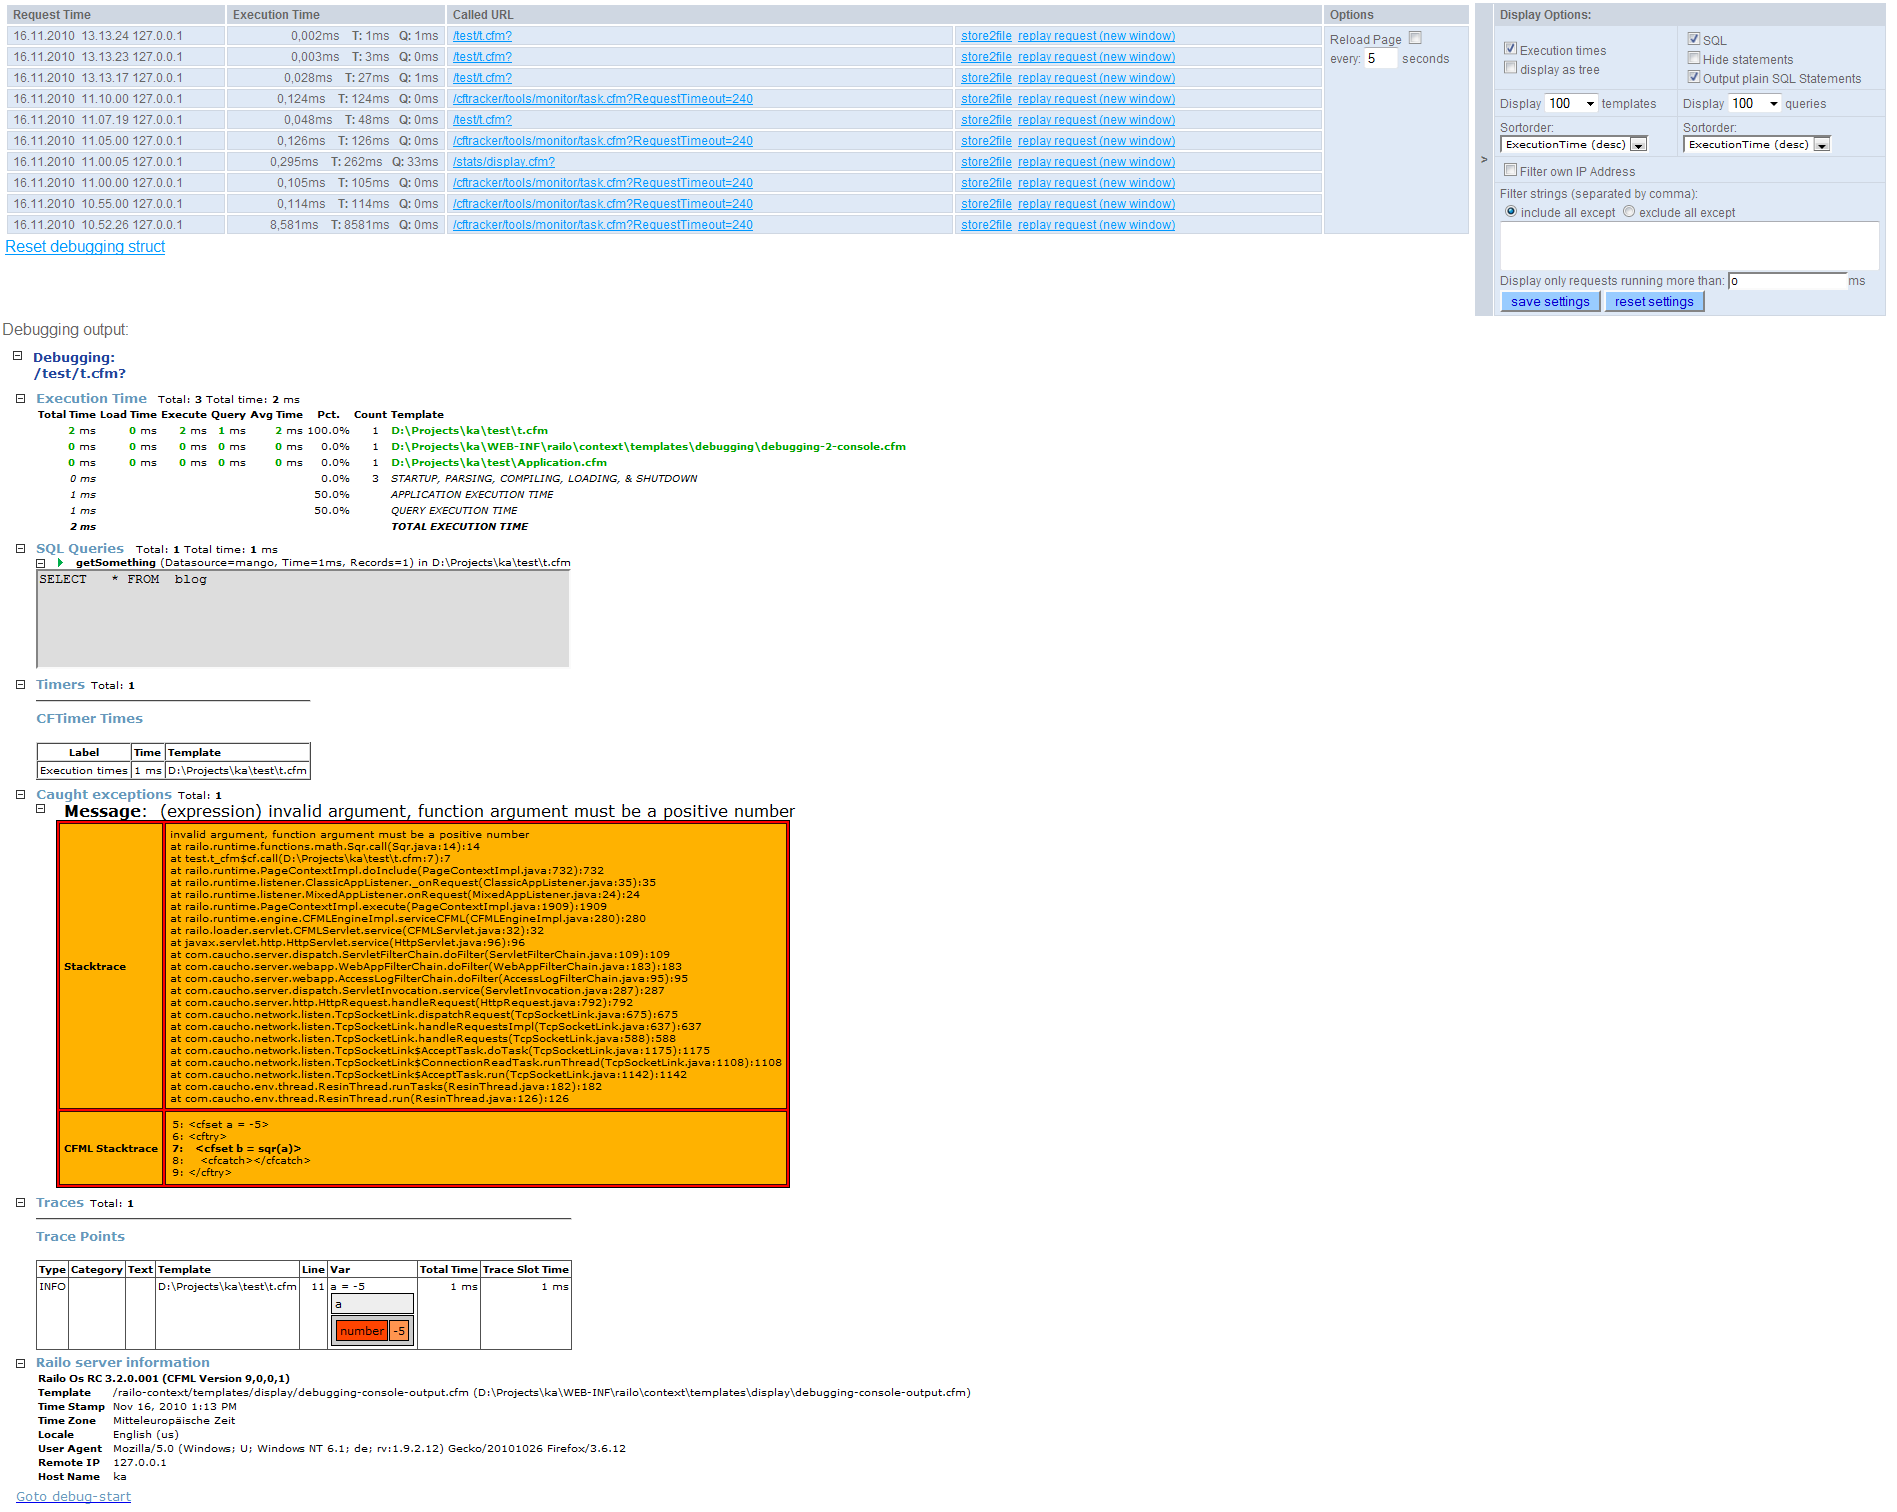 Request Time Execution Time Called URL Options
16.11.2010 13.13.24 127.0.0.1 0,002ms T: 1ms Q: 1ms /test/t.cfm? store2file replay request (new window)
16.11.2010 13.13.23 127.0.0.1 0,003ms T: 3ms Q: 0ms /test/t.cfm? store2file replay request (new window)
16.11.2010 13.13.17 127.0.0.1 0,028ms T: 27ms Q: 1ms /test/t.cfm? store2file replay request (new window)
16.11.2010 11.10.00 127.0.0.1 0,124ms T: 124ms Q: 0ms /cftracker/tools/monitor/task.cfm?RequestTimeout=240 store2file replay request (new window)
16.11.2010 11.07.19 127.0.0.1 0,048ms T: 48ms Q: 0ms /test/t.cfm? store2file replay request (new window)
16.11.2010 11.05.00 127.0.0.1 0,126ms T: 126ms Q: 0ms /cftracker/tools/monitor/task.cfm?RequestTimeout=240 store2file replay request (new window)
16.11.2010 11.00.05 127.0.0.1 0,295ms T: 262ms Q: 33ms /stats/display.cfm? store2file replay request (new window)
16.11.2010 11.00.00 127.0.0.1 0,105ms T: 105ms Q: 0ms /cftracker/tools/monitor/task.cfm?RequestTimeout=240 store2file replay request (new window)
16.11.2010 10.55.00 127.0.0.1 0,114ms T: 114ms Q: 0ms /cftracker/tools/monitor/task.cfm?RequestTimeout=240 store2file replay request (new window)
16.11.2010 10.52.26 127.0.0.1 8,581ms T: 8581ms Q: 0ms /cftracker/tools/monitor/task.cfm?RequestTimeout=240 store2file replay request (new window)
Reload Page
every: 5 seconds
Reset debugging struct
>
Display Options:
Execution times
display as tree
SQL
Hide statements
Output plain SQL Statements
Display 100 templates Display 100 queries
Sortorder: Sortorder:
ExecutionTime (desc) ExecutionTime (desc)
Filter own IP Address
Filter strings (separated by comma):
include all except exclude all except
Display only requests running more than: 0 ms
save settings reset settings
Debugging output:
Debugging:
/test/t.cfm?
Execution Time Total: 3 Total time: 2 ms
Total Time Load Time Execute Query Avg Time Pct. Count Template
2 ms 0 ms 2 ms 1 ms 2 ms 100.0% 1 D:\Projects\ka\test\t.cfm
0 ms 0 ms 0 ms 0 ms 0 ms 0.0% 1 D:\Projects\ka\WEB-INF\railo\context\templates\debugging\debugging-2-console.cfm
0 ms 0 ms 0 ms 0 ms 0 ms 0.0% 1 D:\Projects\ka\test\Application.cfm
0 ms 0.0% 3 STARTUP, PARSING, COMPILING, LOADING, & SHUTDOWN
1 ms 50.0% APPLICATION EXECUTION TIME
1 ms 50.0% QUERY EXECUTION TIME
2 ms TOTAL EXECUTION TIME
SQL Queries Total: 1 Total time: 1 ms
getSomething (Datasource=mango, Time=1ms, Records=1) in D:\Projects\ka\test\t.cfm
SELECT * FROM blog
Timers Total: 1
CFTimer Times
Label Time Template
Execution times 1 ms D:\Projects\ka\test\t.cfm
Caught exceptions Total: 1
Message: (expression) invalid argument, function argument must be a positive number
Stacktrace
invalid argument, function argument must be a positive number
at railo.runtime.functions.math.Sqr.call(Sqr.java:14):14
at test.t_cfm$cf.call(D:\Projects\ka\test\t.cfm:7):7
at railo.runtime.PageContextImpl.doInclude(PageContextImpl.java:732):732
at railo.runtime.listener.ClassicAppListener._onRequest(ClassicAppListener.java:35):35
at railo.runtime.listener.MixedAppListener.onRequest(MixedAppListener.java:24):24
at railo.runtime.PageContextImpl.execute(PageContextImpl.java:1909):1909
at railo.runtime.engine.CFMLEngineImpl.serviceCFML(CFMLEngineImpl.java:280):280
at railo.loader.servlet.CFMLServlet.service(CFMLServlet.java:32):32
at javax.servlet.http.HttpServlet.service(HttpServlet.java:96):96
at com.caucho.server.dispatch.ServletFilterChain.doFilter(ServletFilterChain.java:109):109
at com.caucho.server.webapp.WebAppFilterChain.doFilter(WebAppFilterChain.java:183):183
at com.caucho.server.webapp.AccessLogFilterChain.doFilter(AccessLogFilterChain.java:95):95
at com.caucho.server.dispatch.ServletInvocation.service(ServletInvocation.java:287):287
at com.caucho.server.http.HttpRequest.handleRequest(HttpRequest.java:792):792
at com.caucho.network.listen.TcpSocketLink.dispatchRequest(TcpSocketLink.java:675):675
at com.caucho.network.listen.TcpSocketLink.handleRequestsImpl(TcpSocketLink.java:637):637
at com.caucho.network.listen.TcpSocketLink.handleRequests(TcpSocketLink.java:588):588
at com.caucho.network.listen.TcpSocketLink$AcceptTask.doTask(TcpSocketLink.java:1175):1175
at com.caucho.network.listen.TcpSocketLink$ConnectionReadTask.runThread(TcpSocketLink.java:1108):1108
at com.caucho.network.listen.TcpSocketLink$AcceptTask.run(TcpSocketLink.java:1142):1142
at com.caucho.env.thread.ResinThread.runTasks(ResinThread.java:182):182
at com.caucho.env.thread.ResinThread.run(ResinThread.java:126):126
CFML Stacktrace
5: <cfset a = -5>
6: <cftry>
7: <cfset b = sqr(a)>
8: <cfcatch></cfcatch>
9: </cftry>
Traces Total: 1
Trace Points
Type Category Text Template Line Var Total Time Trace Slot Time
INFO D:\Projects\ka\test\t.cfm 11 a = -5 1 ms 1 ms
a
number -5
Railo server information
Railo Os RC 3.2.0.001 (CFML Version 9,0,0,1)
Template /railo-context/templates/display/debugging-console-output.cfm (D:\Projects\ka\WEB-INF\railo\context\templates\display\debugging-console-output.cfm)
Time Stamp Nov 16, 2010 1:13 PM
Time Zone Mitteleuropäische Zeit
Locale English (us)
User Agent Mozilla/5.0 (Windows; U; Windows NT 6.1; de; rv:1.9.2.12) Gecko/20101026 Firefox/3.6.12
Remote IP 127.0.0.1
Host Name ka
Goto debug-start